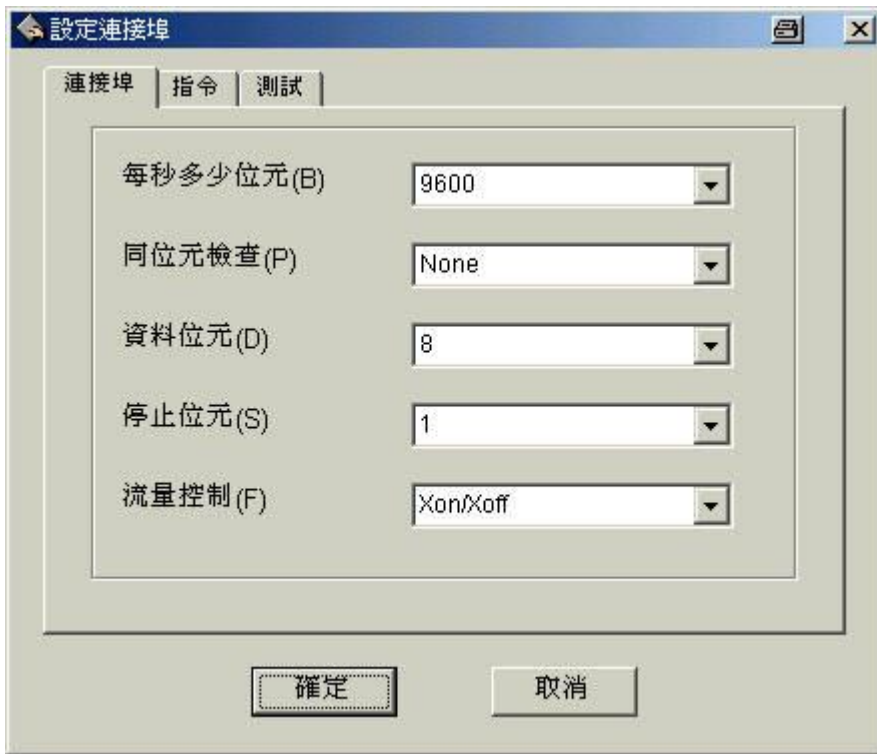 設定連接埠
連接埠 指令 測試
每秒多少位元(B) 9600
同位元檢查(P) None
資料位元(D) 8
停止位元(S) 1
流量控制(F) Xon/Xoff
確定 取消